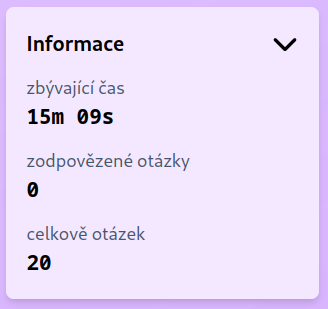 Informace
zbývající čas
15m 09s
zodpovězené otázky
0
celkově otázek
20